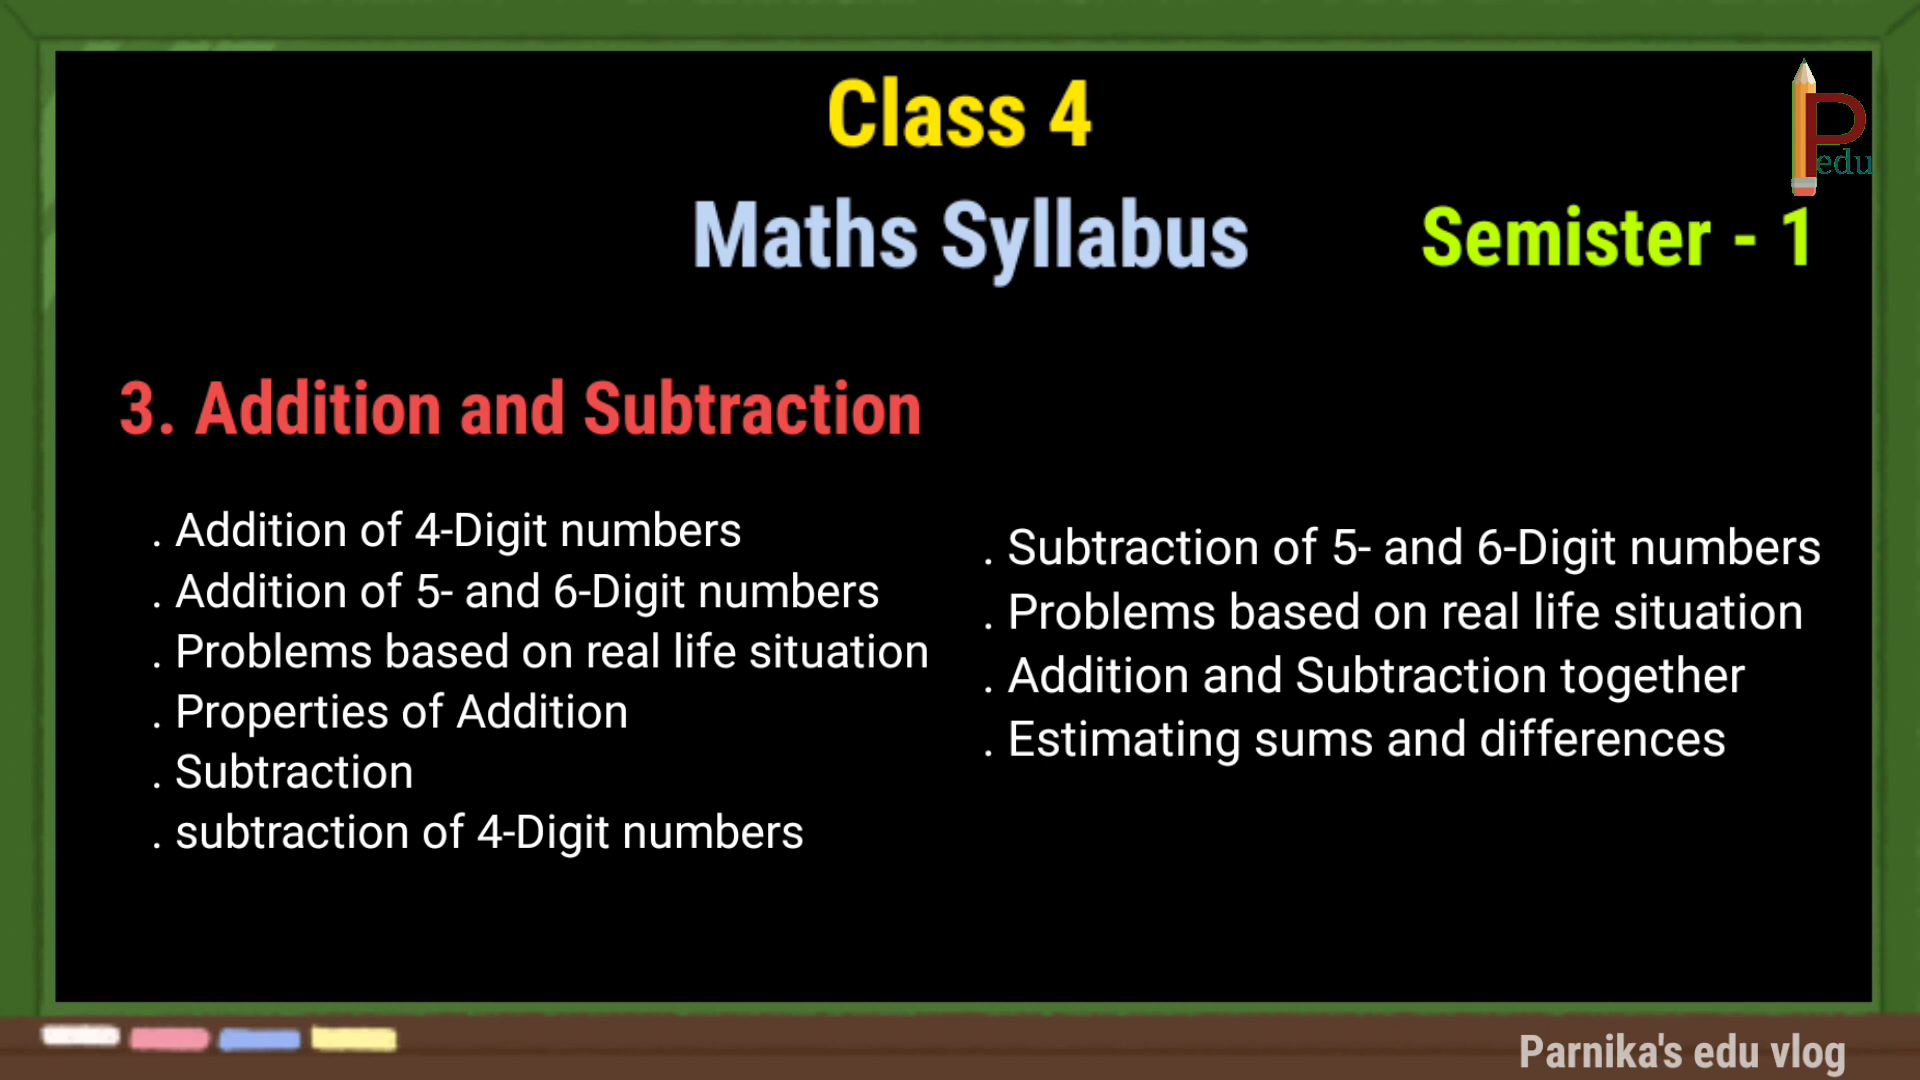 Class 4
P
edu
Maths Syllabus
Semister - 1
3. Addition and Subtraction
. Addition of 4-Digit numbers
. Addition of 5- and 6-Digit numbers
. Problems based on real life situation
. Properties of Addition
. Subtraction
. subtraction of 4-Digit numbers
. Subtraction of 5- and 6-Digit numbers
. Problems based on real life situation
. Addition and Subtraction together
. Estimating sums and differences
Parnika's edu vlog